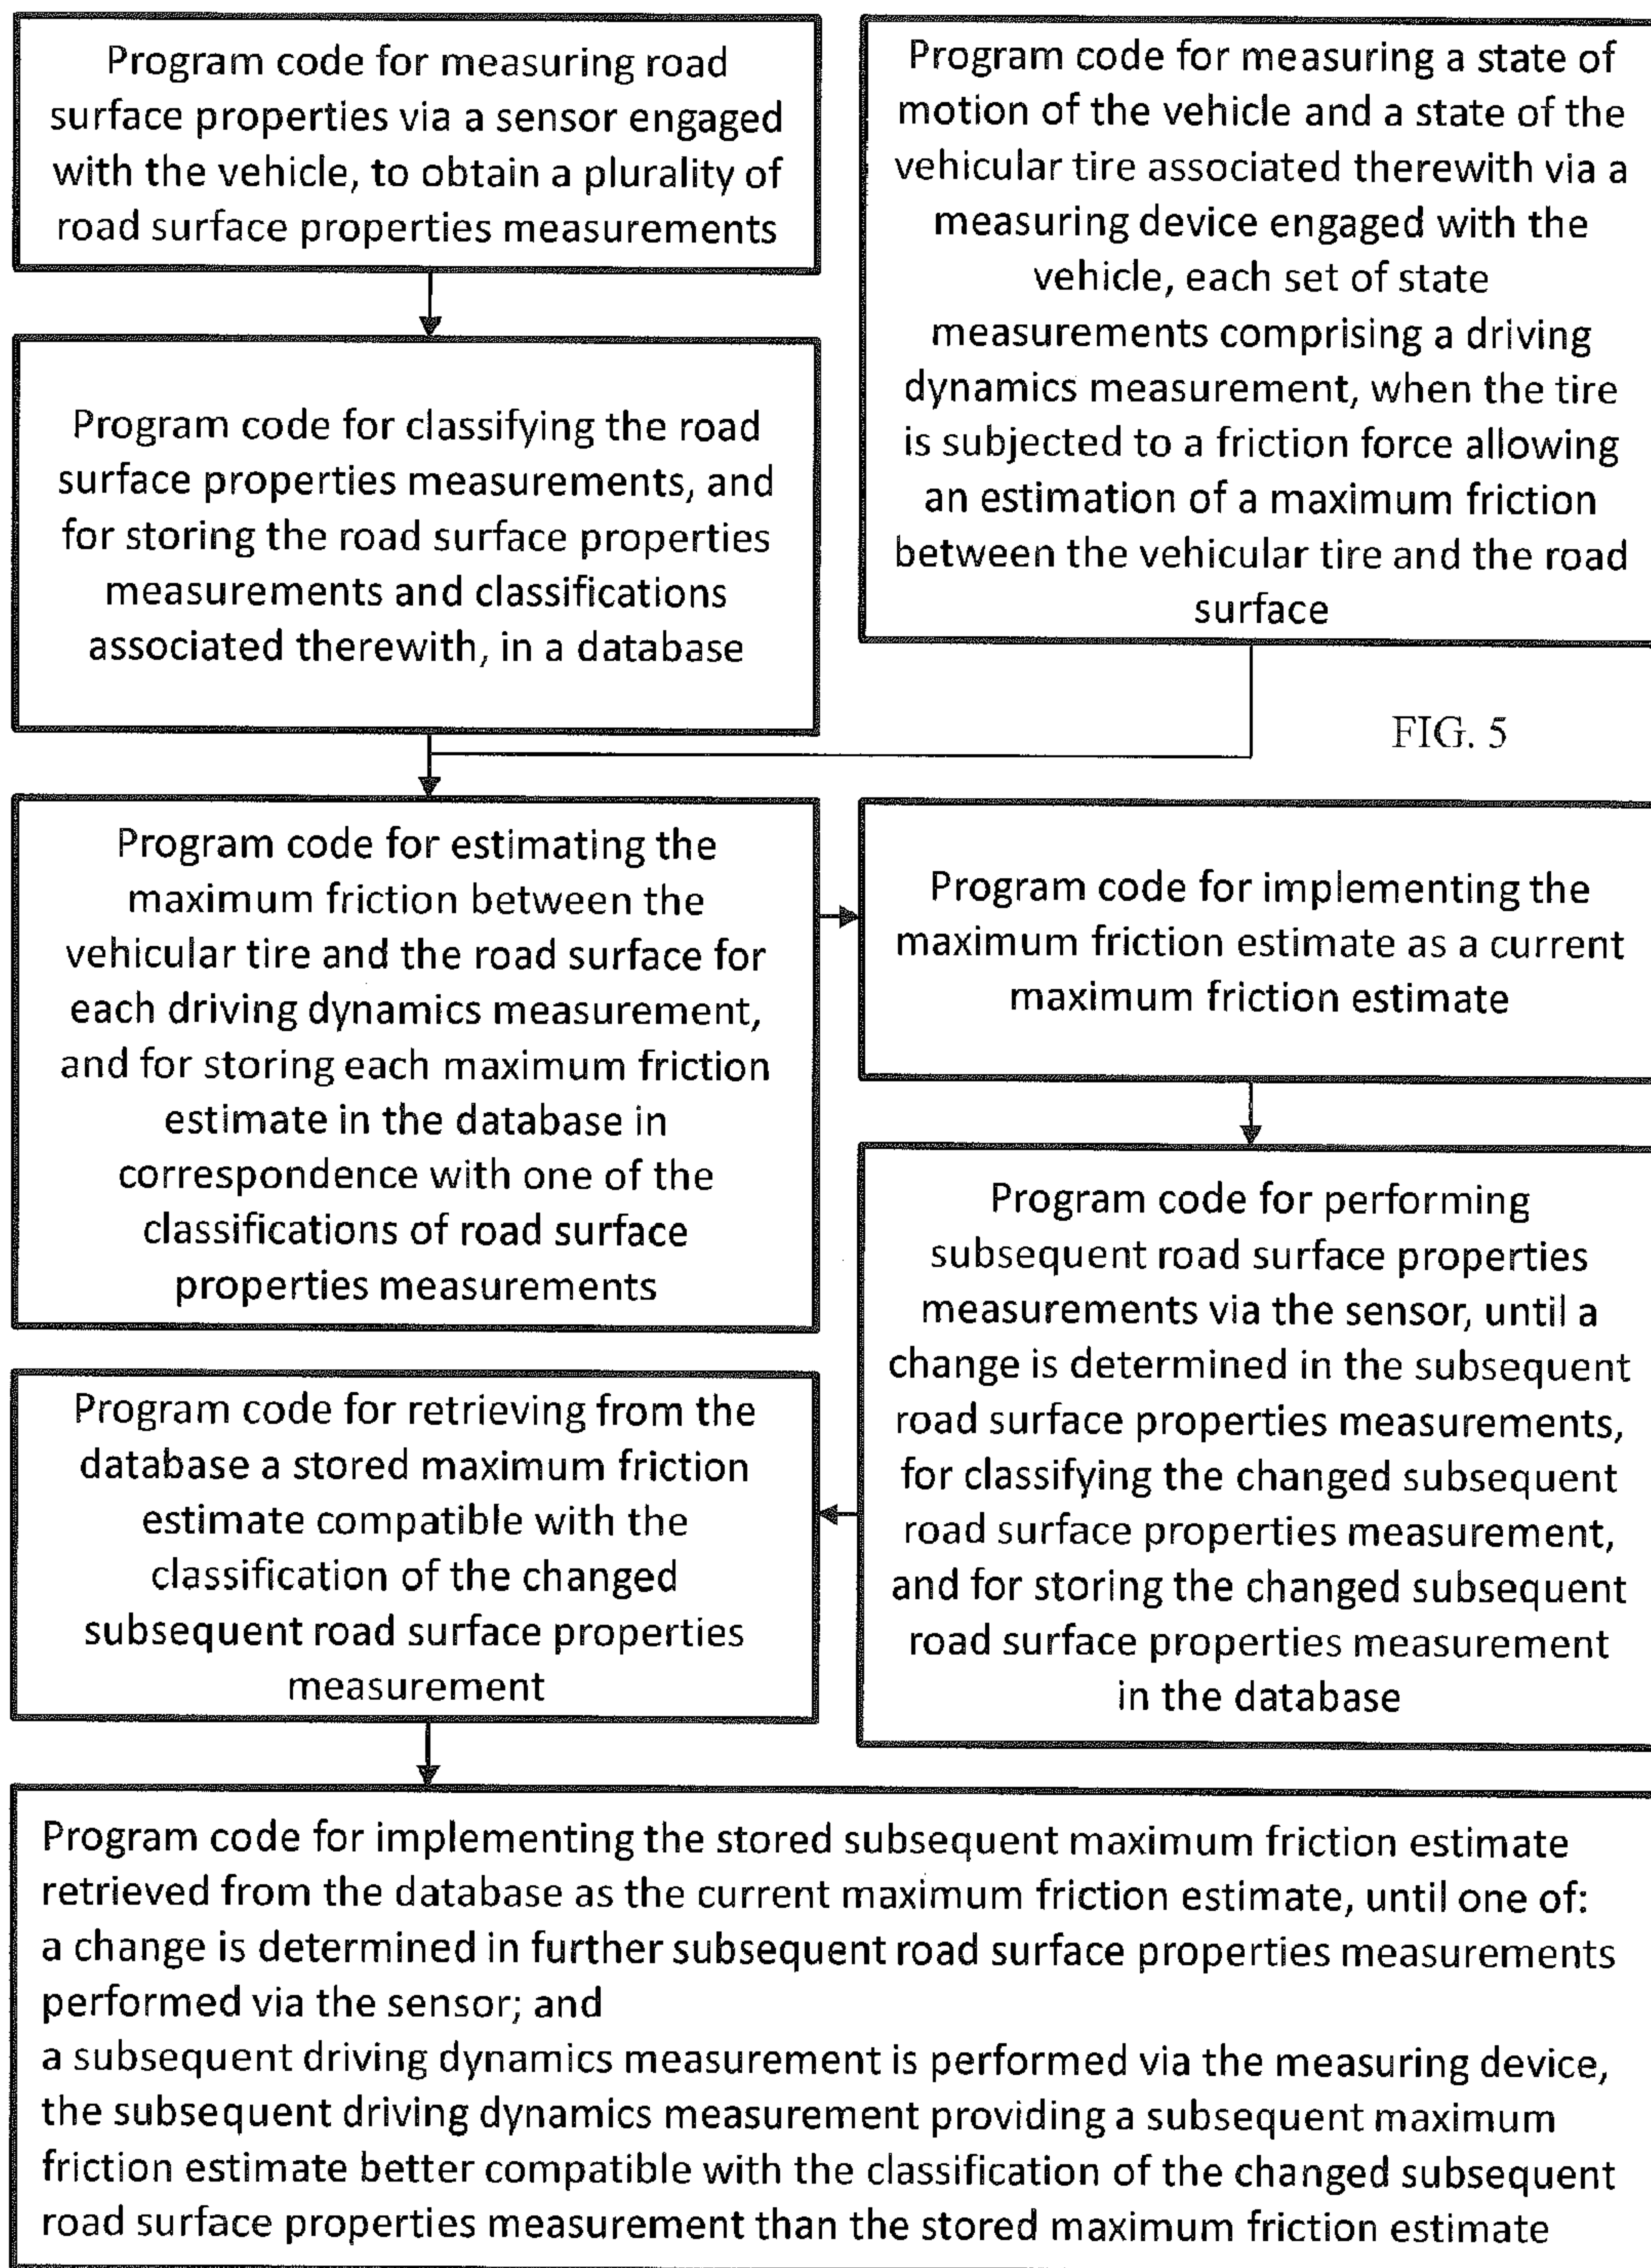 Program code for measuring road
surface properties via a sensor engaged
with the vehicle, to obtain a plurality of
road surface properties measurements
Program code for measuring a state of
motion of the vehicle and a state of the
vehicular tire associated therewith via a
measuring device engaged with the
vehicle, each set of state
measurements comprising a driving
dynamics measurement, when the tire
is subjected to a friction force allowing
an estimation of a maximum friction
between the vehicular tire and the road
surface
Program code for classifying the road
surface properties measurements, and
for storing the road surface properties
measurements and classifications
associated therewith, in a database
FIG. 5
Program code for estimating the
maximum friction between the
vehicular tire and the road surface for
each driving dynamics measurement,
and for storing each maximum friction
estimate in the database in
correspondence with one of the
classifications of road surface
properties measurements
Program code for implementing the
maximum friction estimate as a current
maximum friction estimate
Program code for performing
subsequent road surface properties
measurements via the sensor, until a
change is determined in the subsequent
road surface properties measurements,
for classifying the changed subsequent
road surface properties measurement,
and for storing the changed subsequent
road surface properties measurement
in the database
Program code for retrieving from the
database a stored maximum friction
estimate compatible with the
classification of the changed
subsequent road surface properties
measurement
Program code for implementing the stored subsequent maximum friction estimate
retrieved from the database as the current maximum friction estimate, until one of:
a change is determined in further subsequent road surface properties measurements
performed via the sensor; and
a subsequent driving dynamics measurement is performed via the measuring device,
the subsequent driving dynamics measurement providing a subsequent maximum
friction estimate better compatible with the classification of the changed subsequent
road surface properties measurement than the stored maximum friction estimate